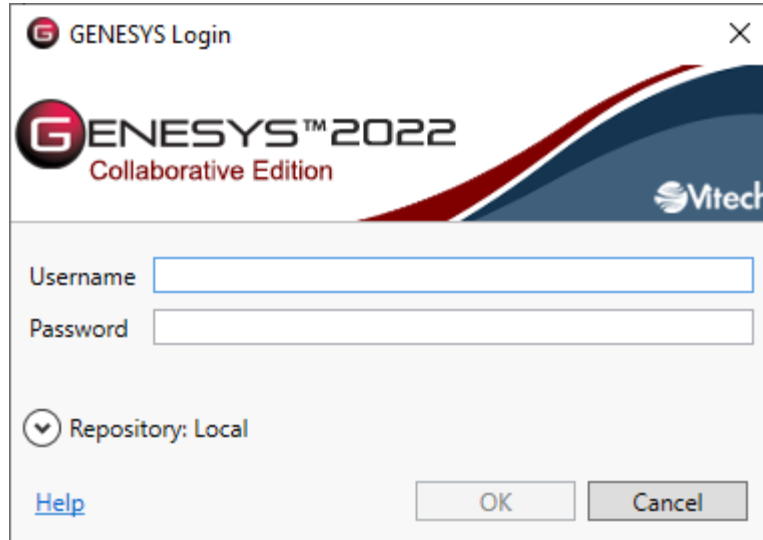 GENESYS Login
GENESYS™2022
Collaborative Edition
Vitech
Username
Password
Repository: Local
Help
OK
Cancel